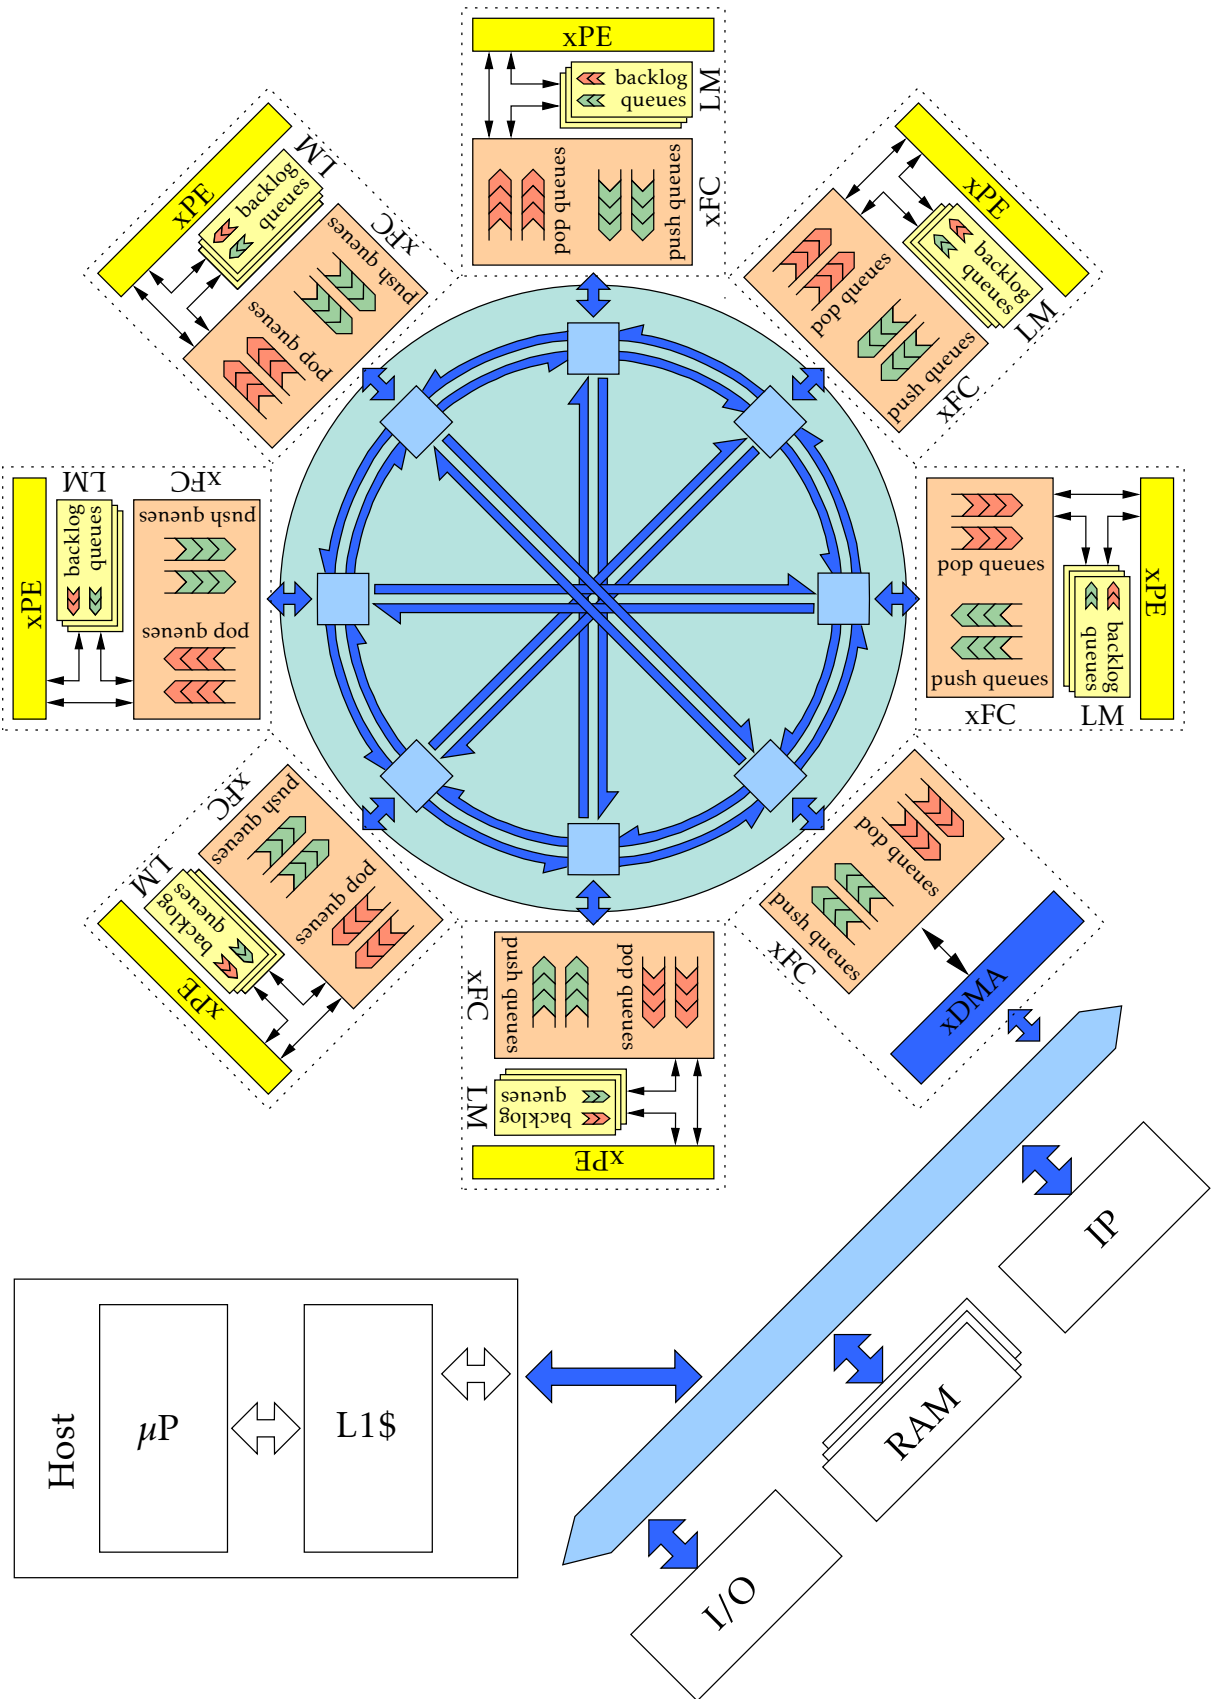 xPE
backlog
queues
LM
pop queues
push queues
xFC
xPE
backlog
queues
LM
pop queues
push queues
xFC
xPE
backlog
queues
LM
pop queues
push queues
xFC
xPE
backlog
queues
LM
pop queues
push queues
xFC
xPE
backlog
queues
LM
pop queues
push queues
xFC
xPE
backlog
queues
LM
pop queues
push queues
xFC
pop queues
push queues
xFC
xDMA
xPE
backlog
queues
LM
pop queues
push queues
xFC
Host
μP
L1$
IP
RAM
I/O